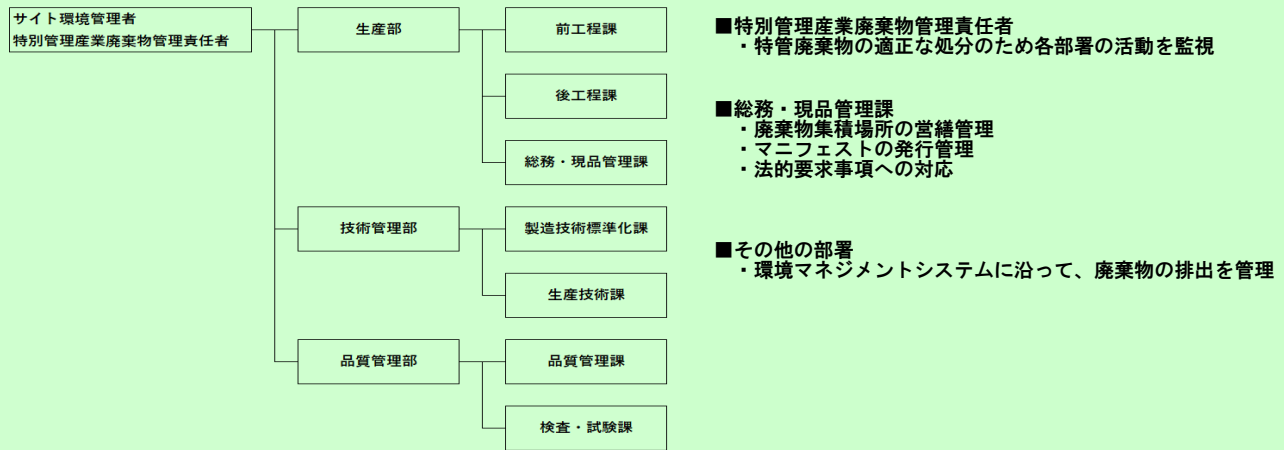 サイト環境管理者
特別管理産業廃棄物管理責任者
生産部
前工程課
後工程課
総務・現品管理課
技術管理部
製造技術標準化課
生産技術課
品質管理部
品質管理課
検査・試験課
■特別管理産業廃棄物管理責任者
・特管廃棄物の適正な処分のため各部署の活動を監視
■総務・現品管理課
・廃棄物集積場所の営繕管理
・マニフェストの発行管理
・法的要求事項への対応
■その他の部署
・環境マネジメントシステムに沿って、廃棄物の排出を管理